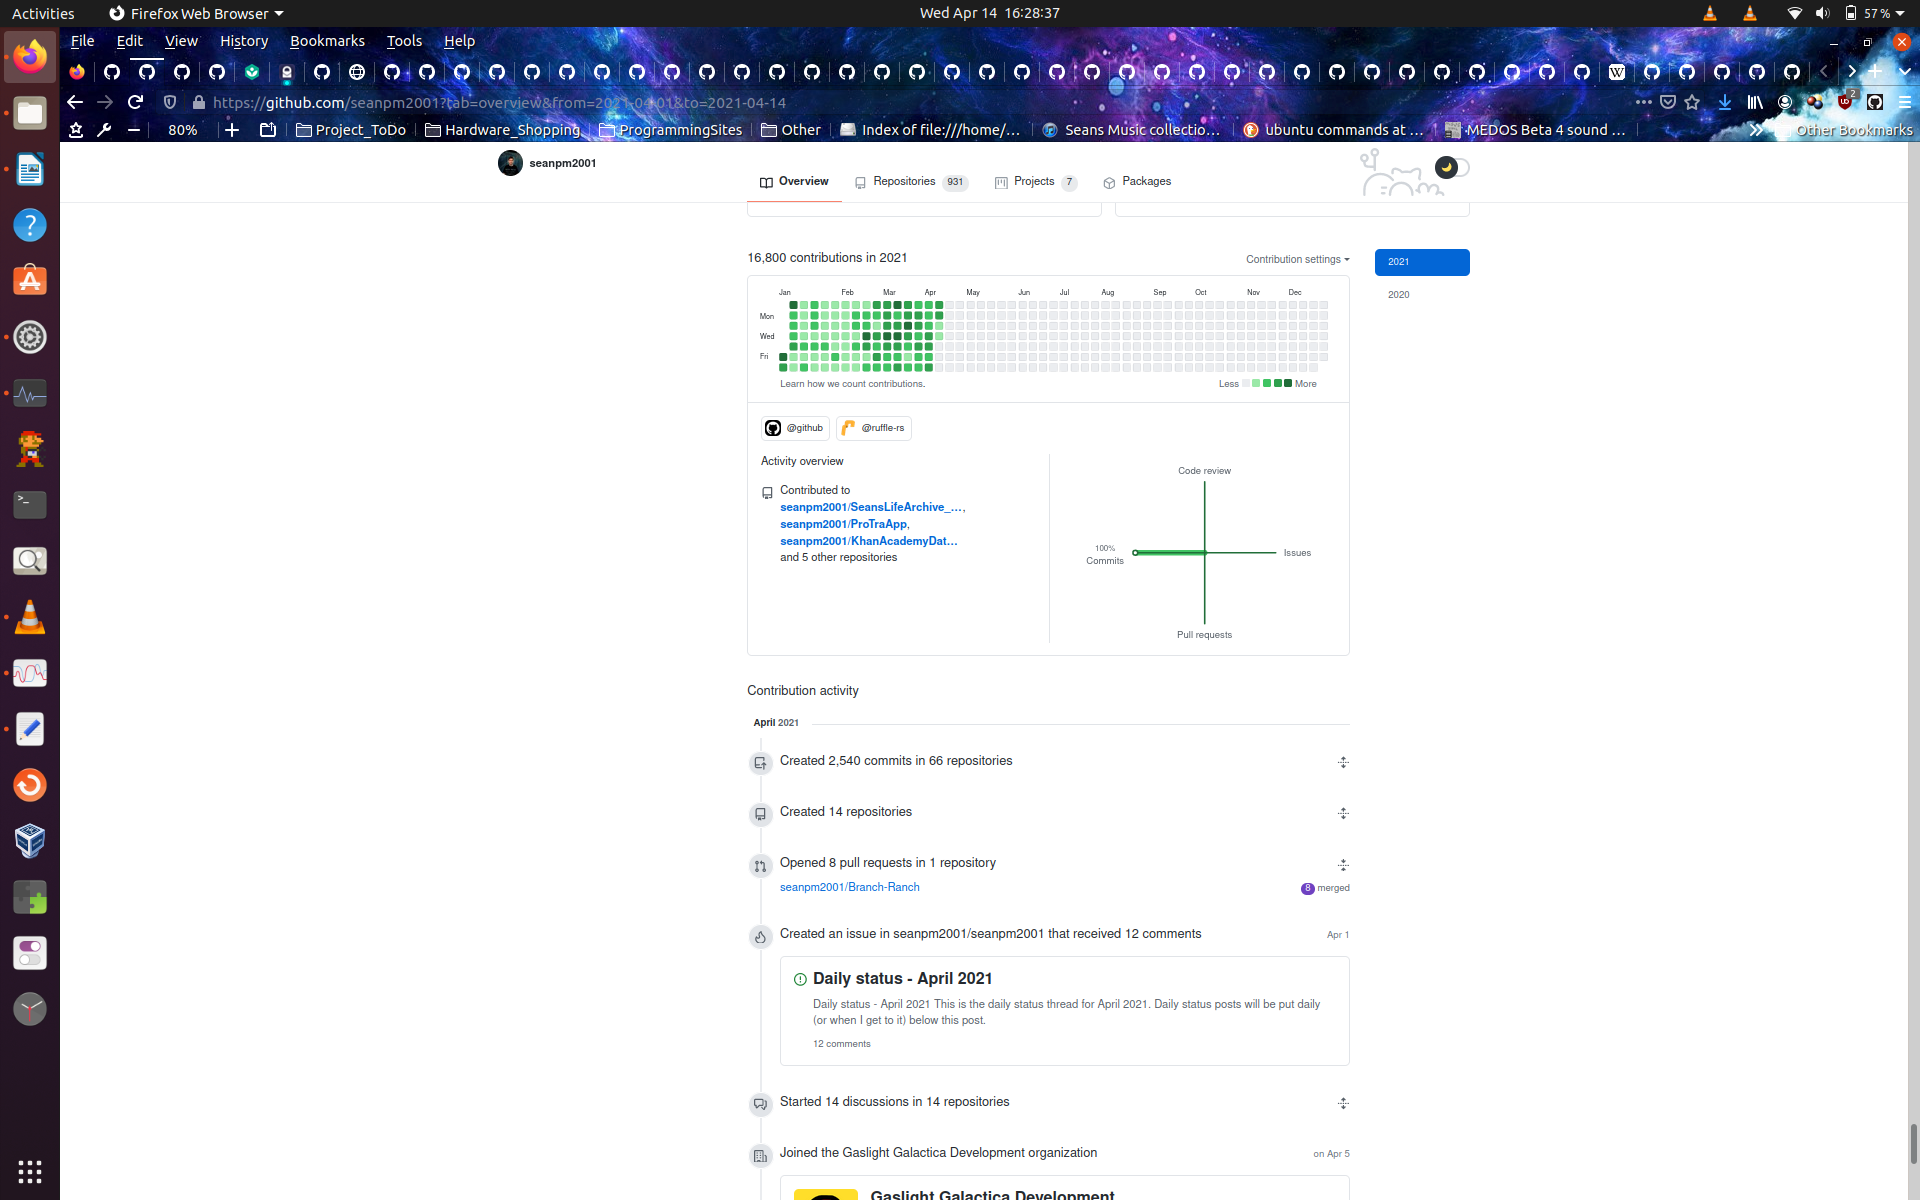 Activities
Firefox Web Browser
Wed Apr 14 16:28:37
57 %
File Edit View History Bookmarks Tools Help
https://github.com/seanpm2001?tab=overview&from=2021-04-01&to=2021-04-14
2
80%
Project_ToDo
Hardware_Shopping
ProgrammingSites
Other
Index of file:///home/…
Seans Music collectio…
ubuntu commands at …
MEDOS Beta 4 sound …
Other Bookmarks
seanpm2001
Overview
Repositories 931
Projects 7
Packages
16,800 contributions in 2021
Contribution settings
2021
2020
Jan Feb Mar Apr May Jun Jul Aug Sep Oct Nov Dec
Mon
Wed
Fri
Learn how we count contributions.
Less More
@github
@ruffle-rs
Activity overview
Contributed to
seanpm2001/SeansLifeArchive_…,
seanpm2001/ProTraApp,
seanpm2001/KhanAcademyDat…
and 5 other repositories
Code review
100%
Commits
Issues
Pull requests
Contribution activity
April 2021
Created 2,540 commits in 66 repositories
Created 14 repositories
Opened 8 pull requests in 1 repository
seanpm2001/Branch-Ranch
8 merged
Created an issue in seanpm2001/seanpm2001 that received 12 comments
Apr 1
Daily status - April 2021
Daily status - April 2021 This is the daily status thread for April 2021. Daily status posts will be put daily
(or when I get to it) below this post.
12 comments
Started 14 discussions in 14 repositories
Joined the Gaslight Galactica Development organization
on Apr 5
Gaslight Galactica Development